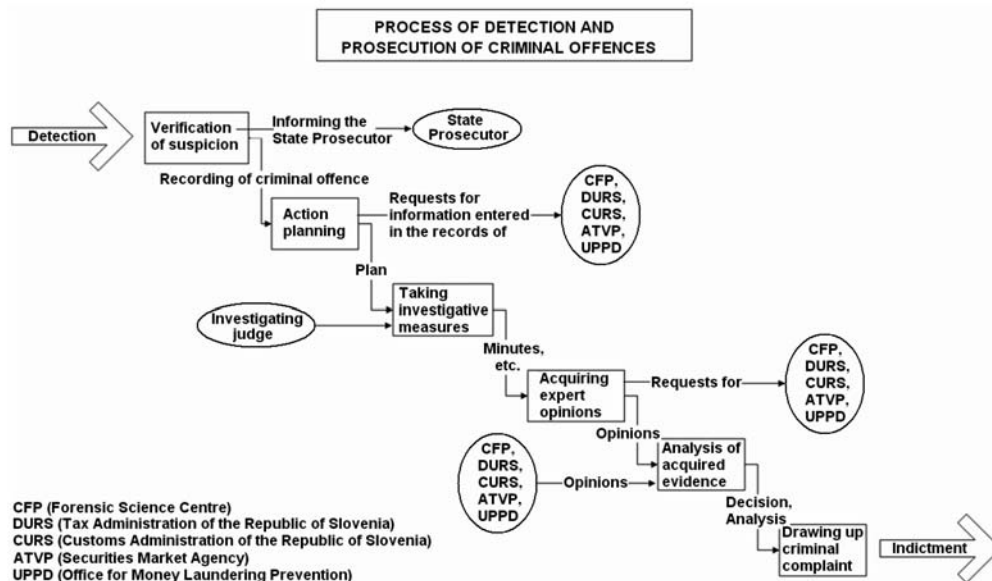 PROCESS OF DETECTION AND
PROSECUTION OF CRIMINAL OFFENCES
Detection
Verification
of suspicion
Informing the
State Prosecutor
State
Prosecutor
Recording of criminal offence
Action
planning
Requests for
information entered
in the records of
CFP,
DURS,
CURS,
ATVP,
UPPD
Plan
Taking
investigative
measures
Investigating
judge
Minutes,
etc.
Acquiring
expert
opinions
Requests for
CFP,
DURS,
CURS,
ATVP,
UPPD
Opinions
CFP,
DURS,
CURS,
ATVP,
UPPD
Opinions
Analysis of
acquired
evidence
Decision,
Analysis
Drawing up
criminal
complaint
Indictment
CFP (Forensic Science Centre)
DURS (Tax Administration of the Republic of Slovenia)
CURS (Customs Administration of the Republic of Slovenia)
ATVP (Securities Market Agency)
UPPD (Office for Money Laundering Prevention)